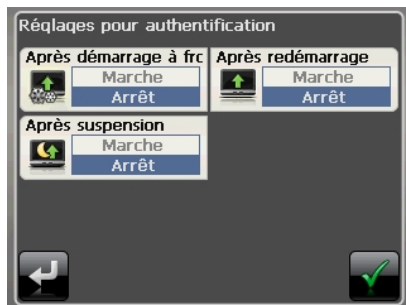 Réglages pour authentification
Après démarrage à frc
Marche
Arrêt
Après redémarrage
Marche
Arrêt
Après suspension
Marche
Arrêt